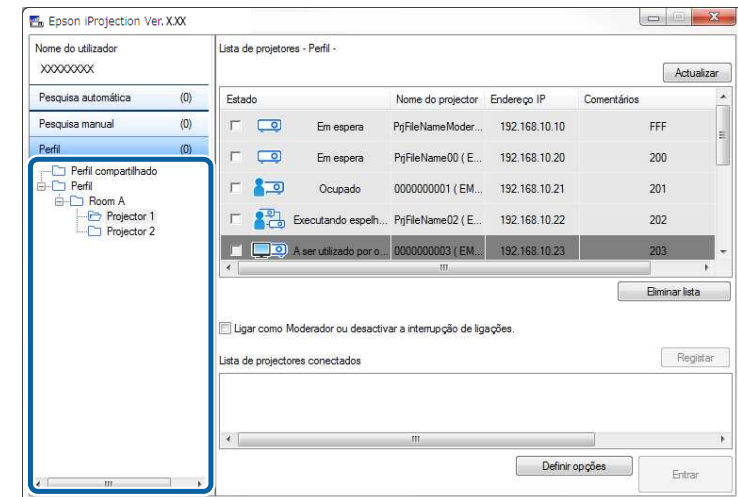 Epson iProjection Ver. X.XX
Nome do utilizador
XXXXXXXX
Pesquisa automática (0)
Pesquisa manual (0)
Perfil (0)
Perfil compartilhado
Perfil
Room A
Projector 1
Projector 2
Lista de projetores - Perfil -
Actualizar
Estado Nome do projector Endereço IP Comentários
Em espera PrjFileNameModer... 192.168.10.10 FFF
Em espera PrjFileName00 ( E... 192.168.10.20 200
Ocupado 0000000001 ( EM... 192.168.10.21 201
Executando espelh... PrjFileName02 ( E... 192.168.10.22 202
A ser utilizado por o... 0000000003 ( EM... 192.168.10.23 203
Eliminar lista
Ligar como Moderador ou desactivar a interrupção de ligações.
Lista de projectores conectados
Registar
Definir opções
Entrar